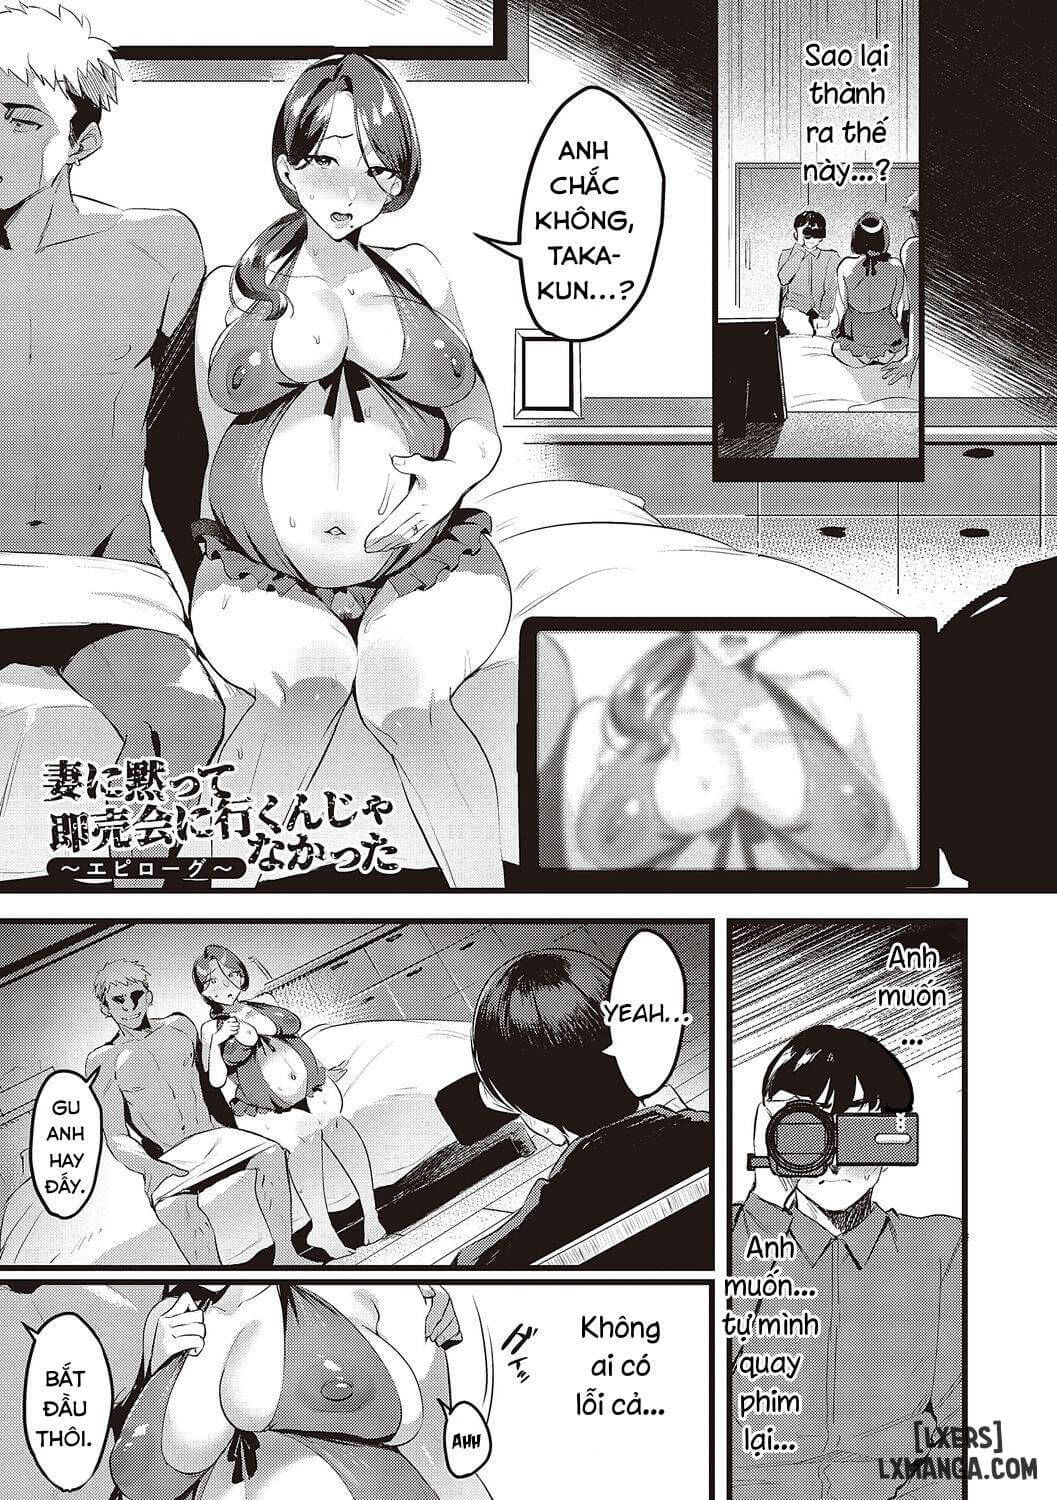 Sao lại
thành
ra thế
này...?
ANH
CHẮC
KHÔNG,
TAKA-
KUN...?
妻に黙って
即売会に行くんじゃ
なかった
～エピローグ～
Anh
muốn
...
Anh
muốn...
tự mình
quay
phim
lại...
YEAH...
GU
ANH
HAY
ĐẤY.
Không
ai có
lỗi cả...
AHH
BẮT
ĐẦU
THÔI.
[LXERS]
LXMANGA.COM